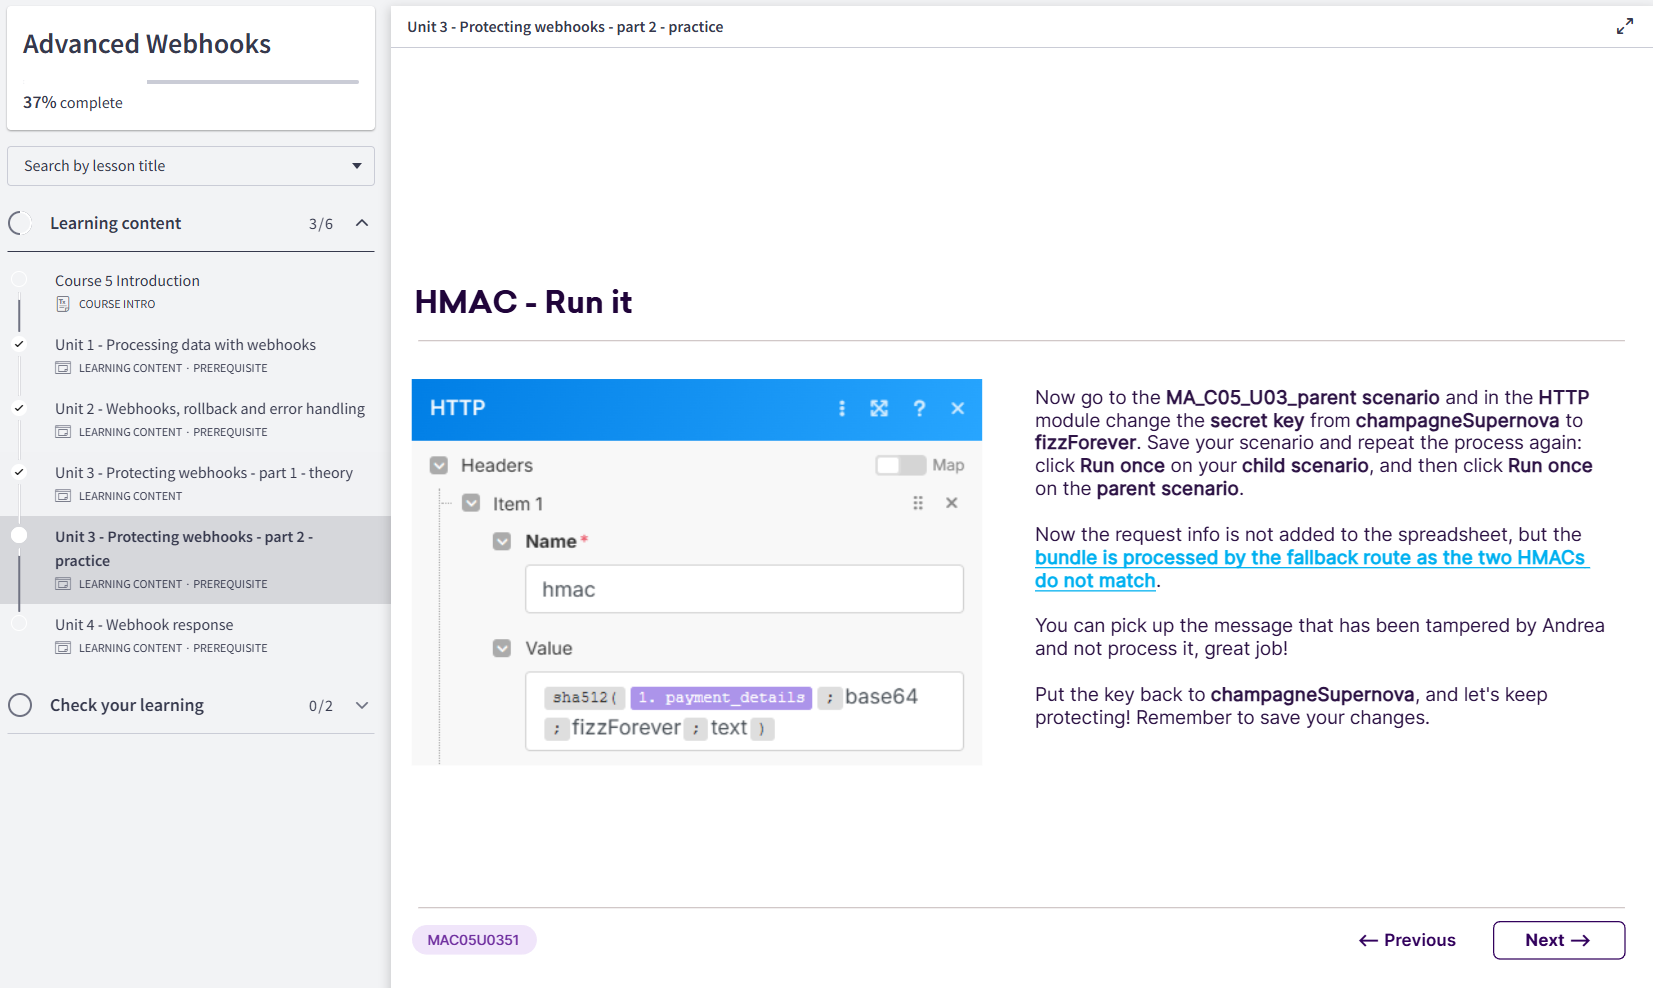 Advanced Webhooks
37% complete
Search by lesson title
Learning content 3/6
Course 5 Introduction
COURSE INTRO
Unit 1 - Processing data with webhooks
LEARNING CONTENT · PREREQUISITE
Unit 2 - Webhooks, rollback and error handling
LEARNING CONTENT · PREREQUISITE
Unit 3 - Protecting webhooks - part 1 - theory
LEARNING CONTENT
Unit 3 - Protecting webhooks - part 2 -
practice
LEARNING CONTENT · PREREQUISITE
Unit 4 - Webhook response
LEARNING CONTENT · PREREQUISITE
Check your learning 0/2
Unit 3 - Protecting webhooks - part 2 - practice
HMAC - Run it
HTTP
Headers Map
Item 1
Name *
hmac
Value
sha512( 1. payment_details ; base64
; fizzForever ; text )
Now go to the MA_C05_U03_parent scenario and in the HTTP
module change the secret key from champagneSupernova to
fizzForever. Save your scenario and repeat the process again:
click Run once on your child scenario, and then click Run once
on the parent scenario.
Now the request info is not added to the spreadsheet, but the
bundle is processed by the fallback route as the two HMACs
do not match.
You can pick up the message that has been tampered by Andrea
and not process it, great job!
Put the key back to champagneSupernova, and let's keep
protecting! Remember to save your changes.
MAC05U0351
← Previous
Next →